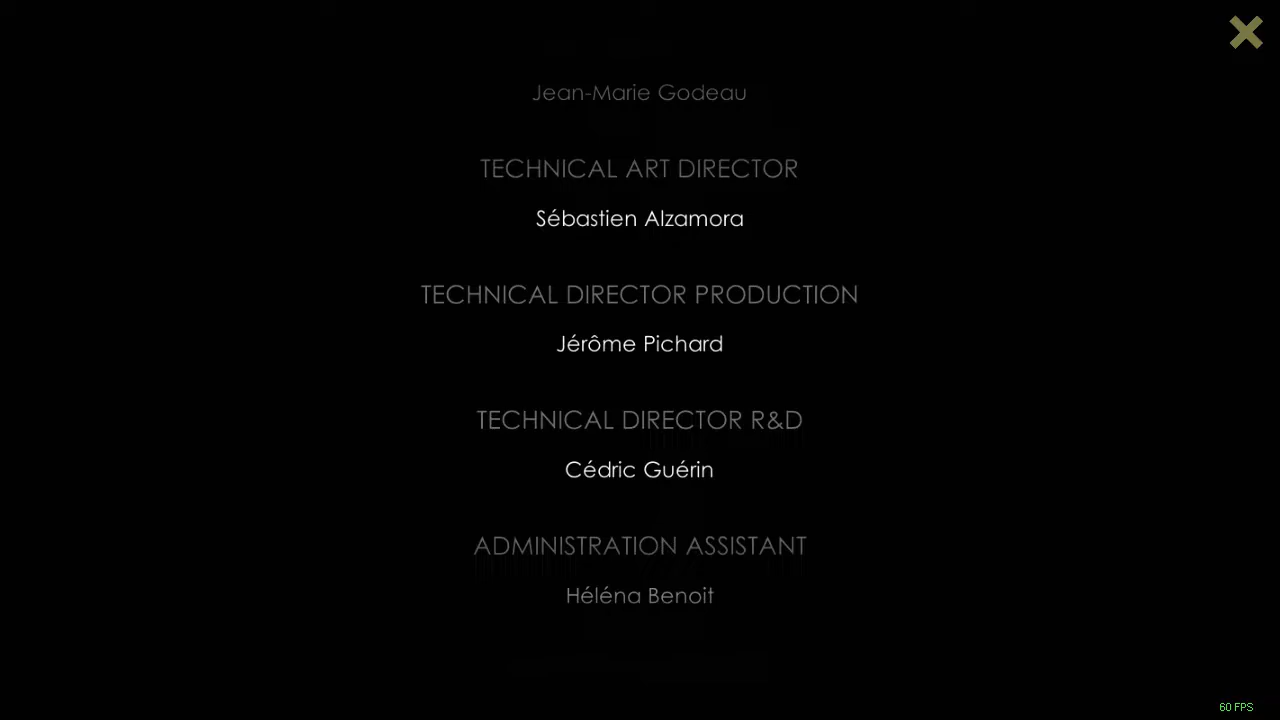 Jean-Marie Godeau
TECHNICAL ART DIRECTOR
Sébastien Alzamora
TECHNICAL DIRECTOR PRODUCTION
Jérôme Pichard
TECHNICAL DIRECTOR R&D
Cédric Guérin
ADMINISTRATION ASSISTANT
Héléna Benoit
60 FPS